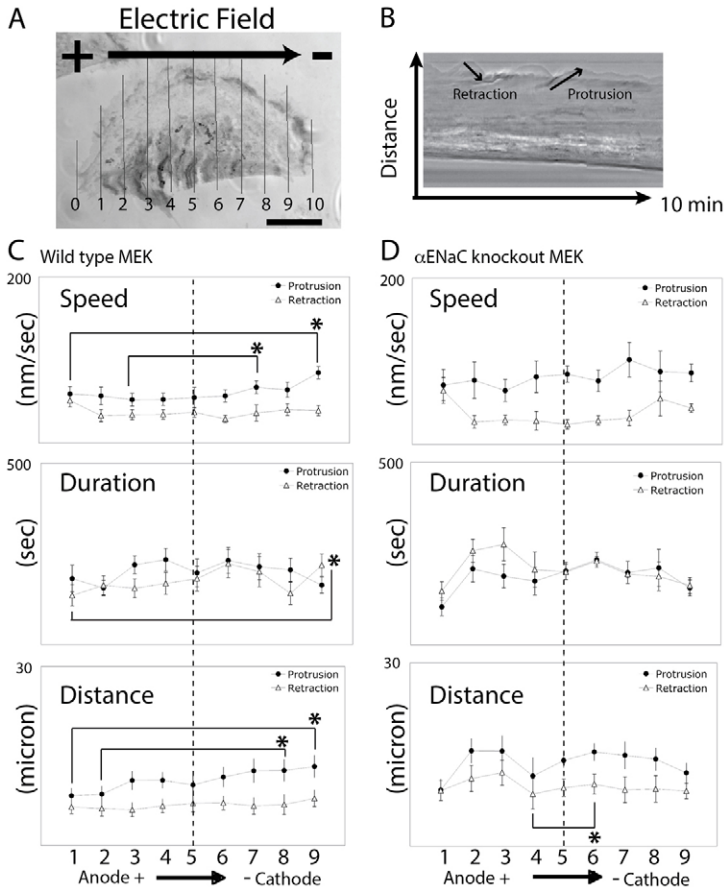 A
Electric Field
+
-
0 1 2 3 4 5 6 7 8 9 10
B
Retraction
Protrusion
Distance
10 min
C Wild type MEK
200
Speed
Protrusion
Retraction
*
*
(nm/sec)
500
Duration
Protrusion
Retraction
*
(sec)
30
Distance
Protrusion
Retraction
*
*
(micron)
1 2 3 4 5 6 7 8 9
Anode + - Cathode
D αENaC knockout MEK
200
Speed
Protrusion
Retraction
(nm/sec)
500
Duration
Protrusion
Retraction
(sec)
30
Distance
Protrusion
Retraction
*
(micron)
1 2 3 4 5 6 7 8 9
Anode + - Cathode